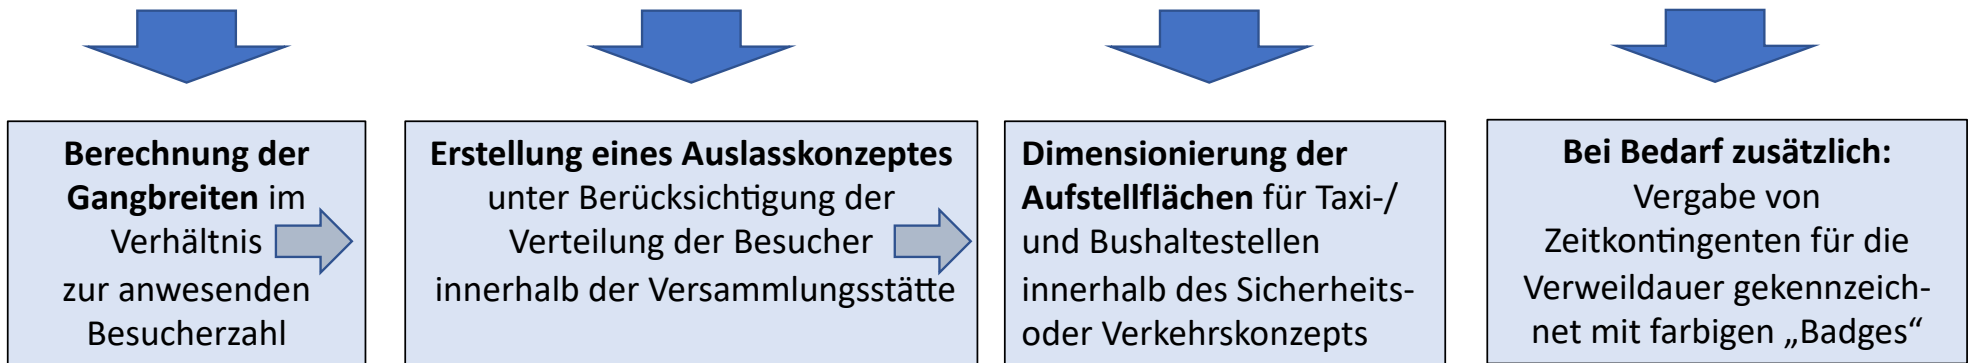 Berechnung der
Gangbreiten im
Verhältnis
zur anwesenden
Besucherzahl
Erstellung eines Auslasskonzeptes
unter Berücksichtigung der
Verteilung der Besucher
innerhalb der Versammlungsstätte
Dimensionierung der
Aufstellflächen für Taxi-/
und Bushaltestellen
innerhalb des Sicherheits-
oder Verkehrskonzepts
Bei Bedarf zusätzlich:
Vergabe von
Zeitkontingenten für die
Verweildauer gekennzeich-
net mit farbigen „Badges“